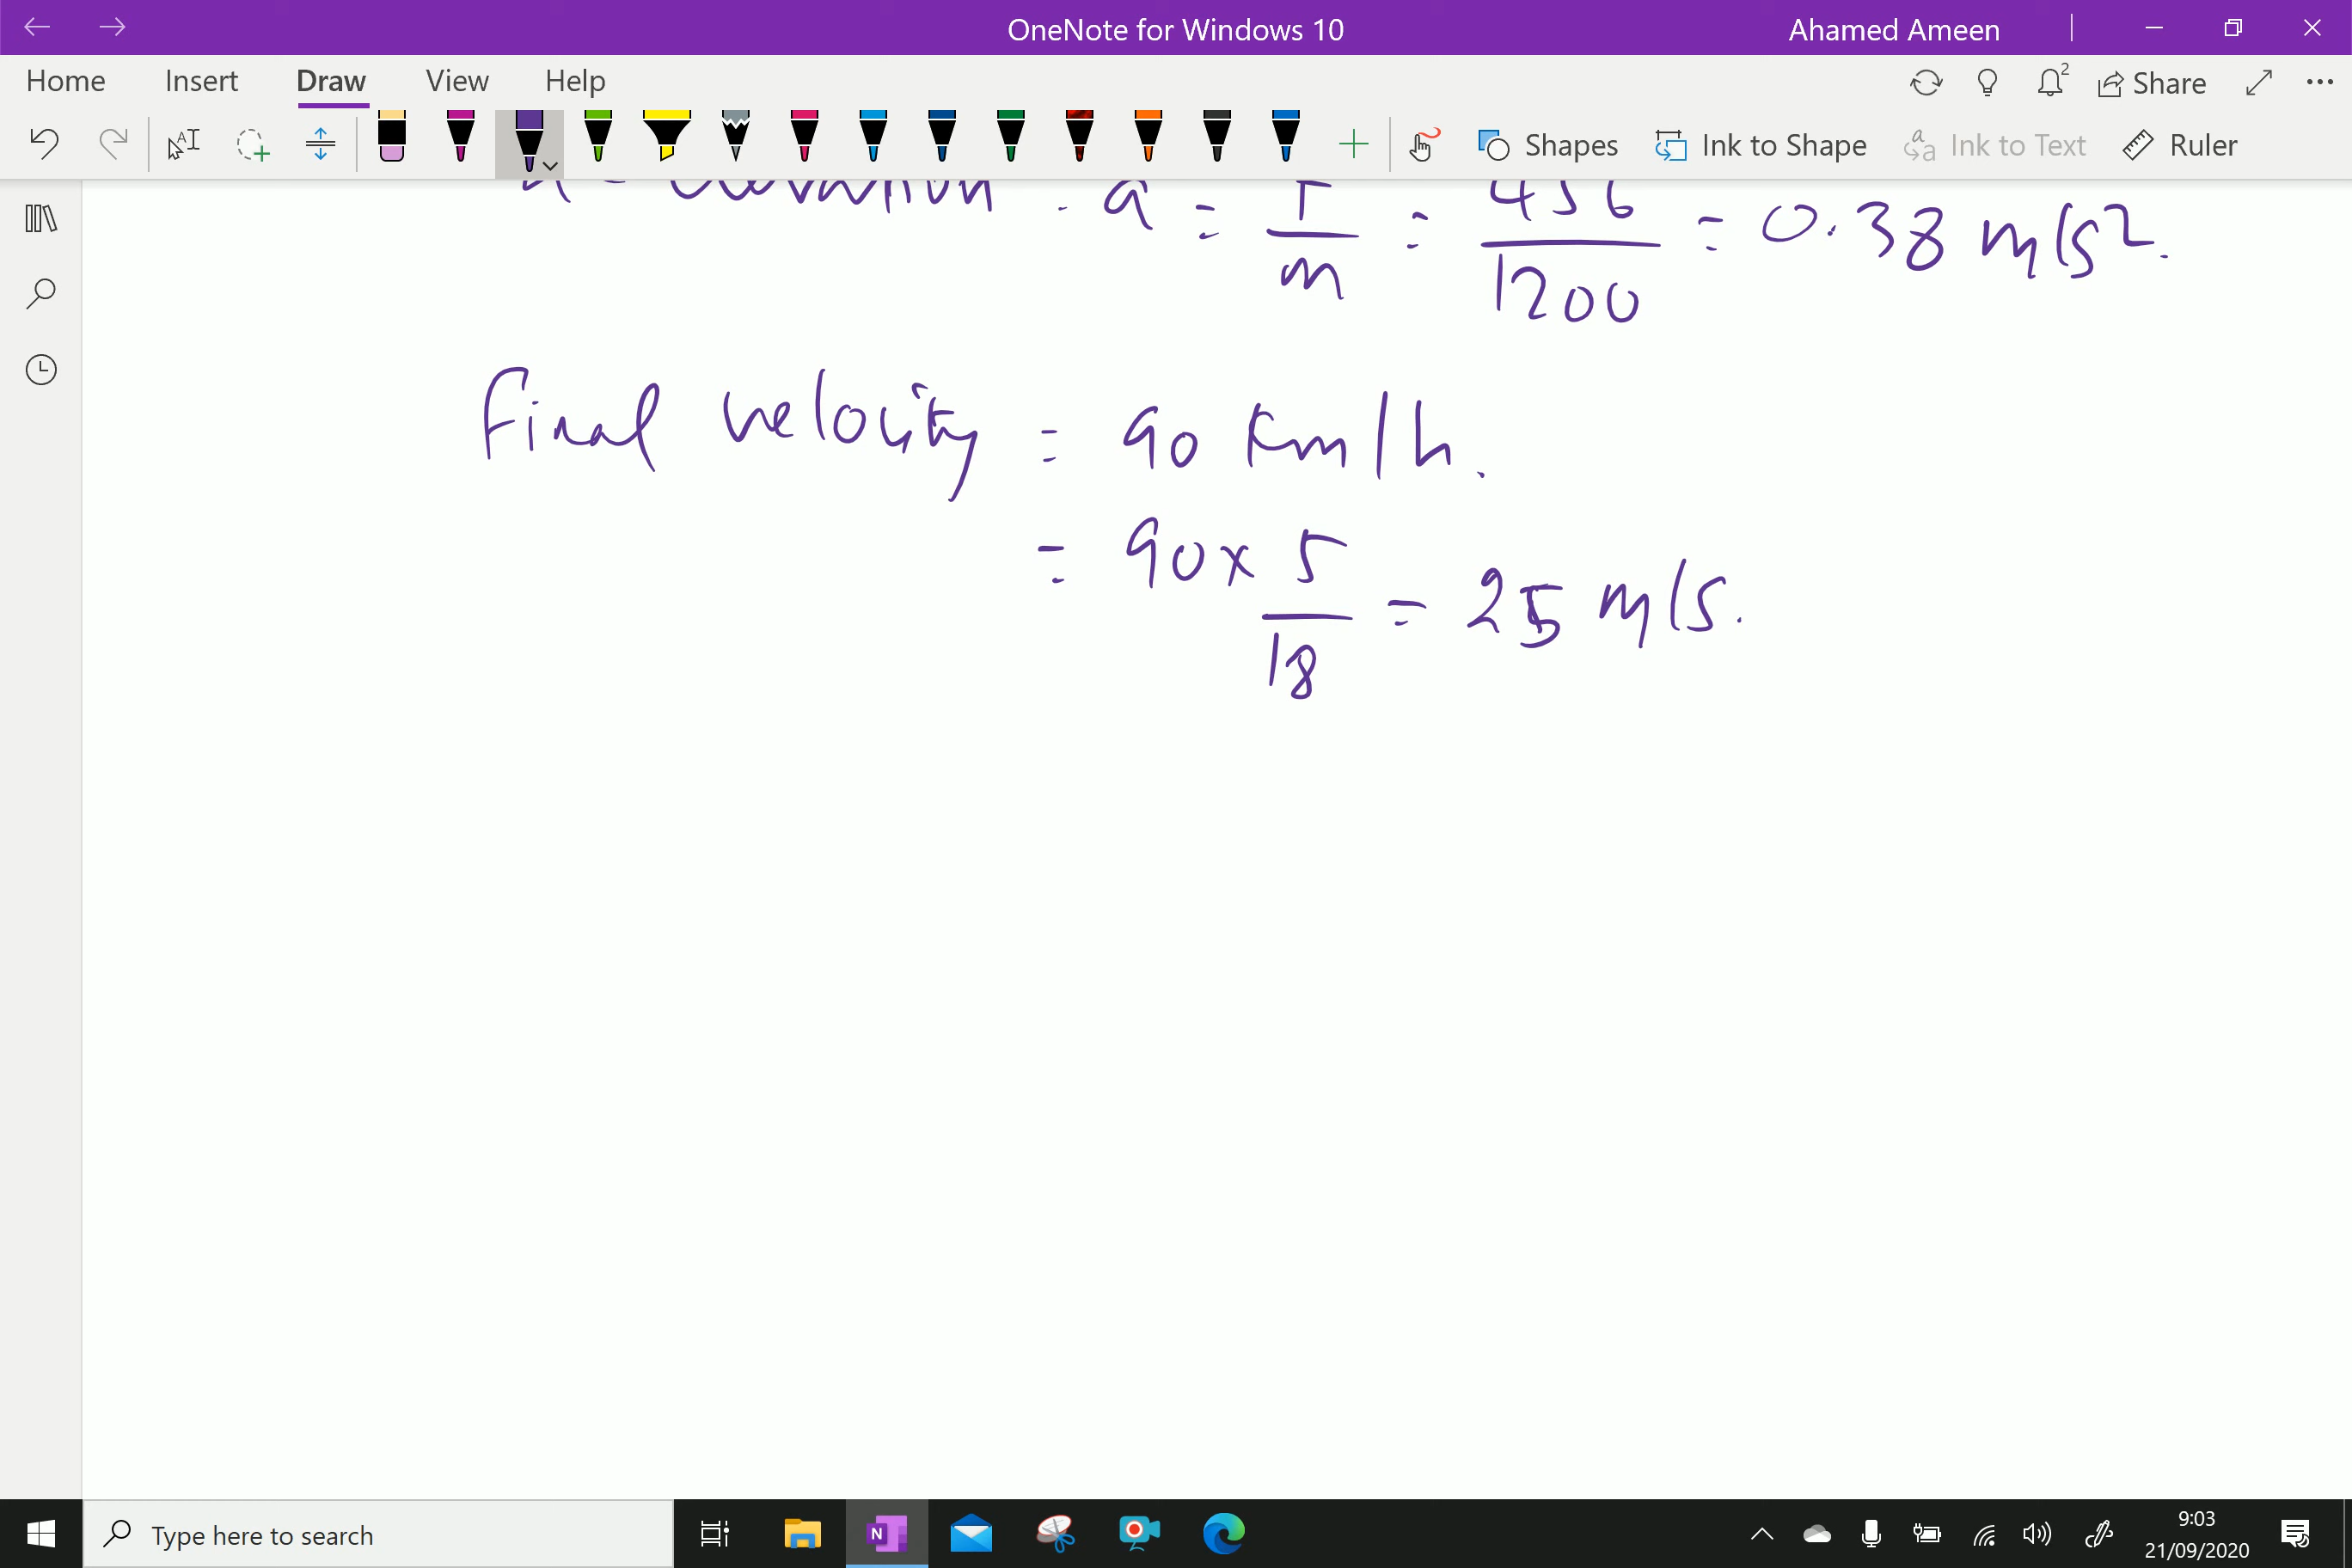 OneNote for Windows 10 Ahamed Ameen
Home Insert Draw View Help 2 Share
Shapes Ink to Shape Ink to Text Ruler
a = = 456/1200 = 0.38 m/s2.
m
Final velocity = 90 km/h.
= 90 x 5/18 = 25 m/s.
Type here to search
9:03
21/09/2020